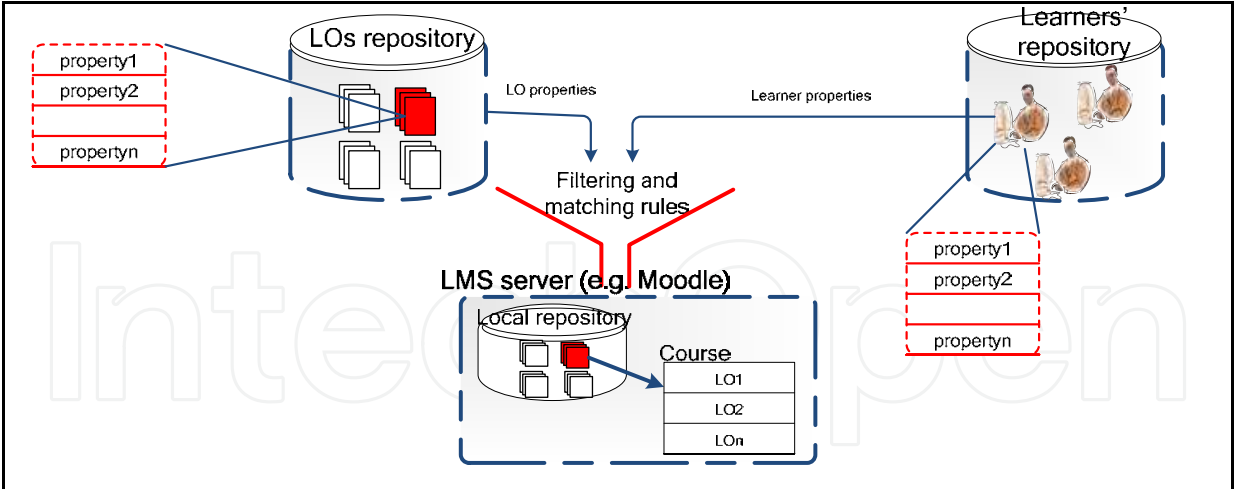 LOs repository
property1
property2
propertyn
LO properties
Learner properties
Learners'
repository
Filtering and
matching rules
property1
property2
propertyn
LMS server (e.g. Moodle)
Local repository
Course
LO1
LO2
LOn
IntechOpen